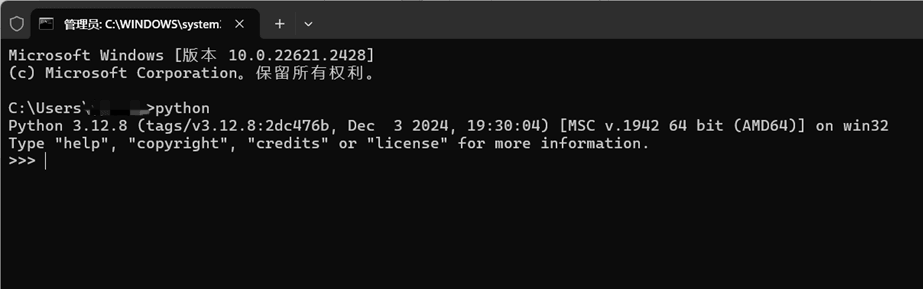 管理员: C:\WINDOWS\system
Microsoft Windows [版本 10.0.22621.2428]
(c) Microsoft Corporation。保留所有权利。
C:\Users\ >python
Python 3.12.8 (tags/v3.12.8:2dc476b, Dec  3 2024, 19:30:04) [MSC v.1942 64 bit (AMD64)] on win32
Type "help", "copyright", "credits" or "license" for more information.
>>>